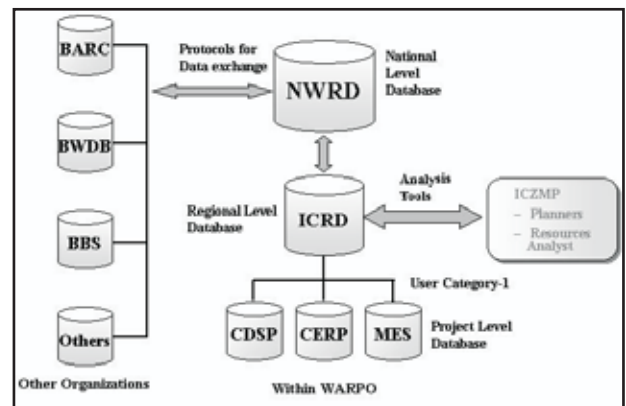 BARC
BWDB
BBS
Others
Other Organizations
Protocols for
Data exchange
NWRD
National
Level
Database
Regional Level
Database
ICRD
Analysis
Tools
ICZMP
– Planners
– Resources
Analyst
User Category-1
CDSP
CERP
MES
Project Level
Database
Within WARPO